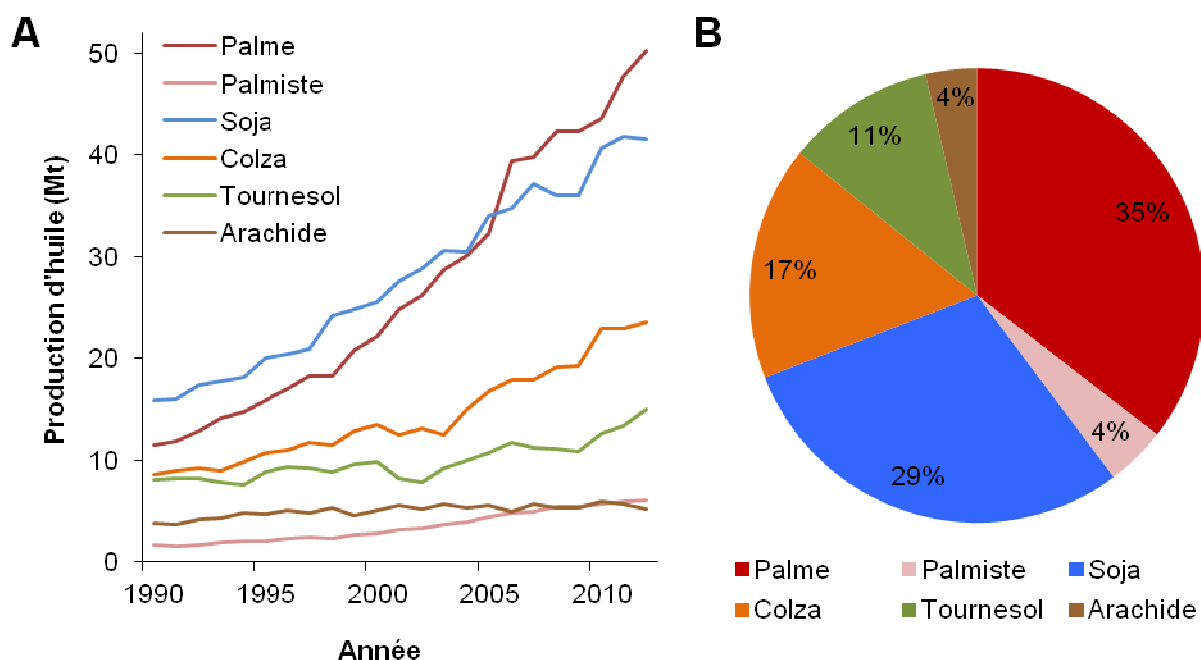 A
Production d'huile (Mt)
50
40
30
20
10
0
Palme
Palmiste
Soja
Colza
Tournesol
Arachide
1990 1995 2000 2005 2010
Année
B
4%
11%
35%
17%
4%
29%
Palme Palmiste Soja
Colza Tournesol Arachide